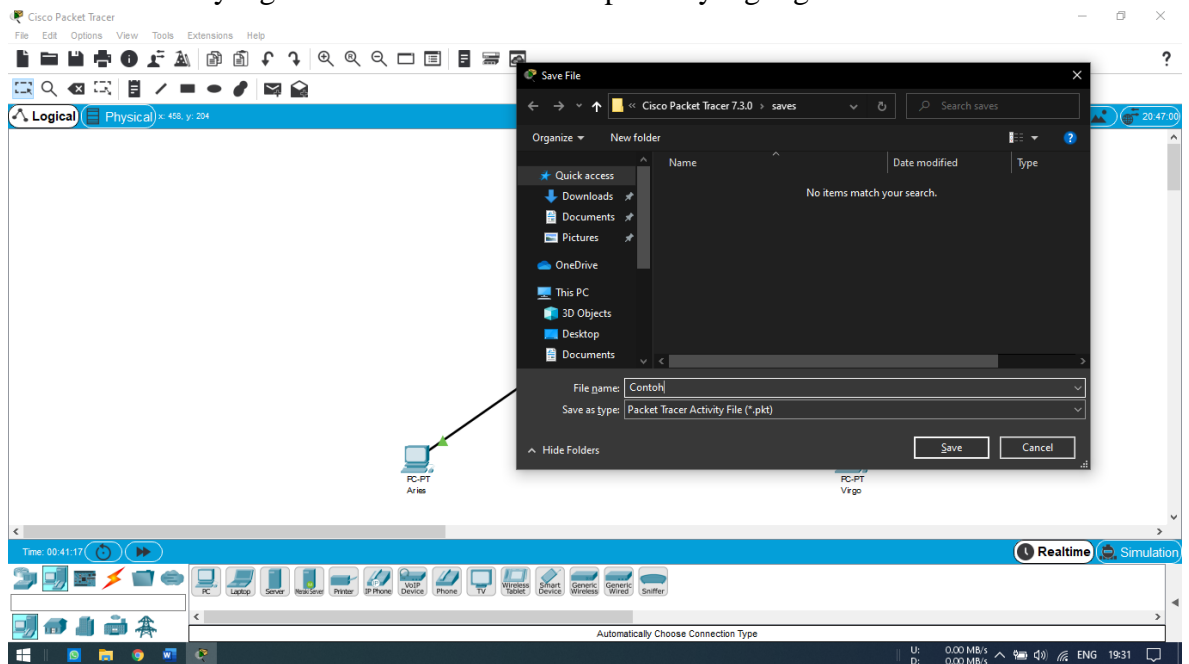 Cisco Packet Tracer
File Edit Options View Tools Extensions Help
?
Logical Physical x: 458, y: 204
20:47:00
Save File
« Cisco Packet Tracer 7.3.0 › saves
Search saves
Organize New folder
?
Name Date modified Type
No items match your search.
Quick access
Downloads
Documents
Pictures
OneDrive
This PC
3D Objects
Desktop
Documents
File name: Contoh
Save as type: Packet Tracer Activity File (*.pkt)
Hide Folders
Save Cancel
PC-PT
Aries
PC-PT
Virgo
Time: 00:41:17
Realtime Simulation
PC Laptop Server Meraki Server Printer IP Phone VoIP Device Phone TV Wireless Tablet Smart Device Generic Wireless Generic Wired Sniffer
Automatically Choose Connection Type
U: 0.00 MB/s
D: 0.00 MB/s
ENG 19:31